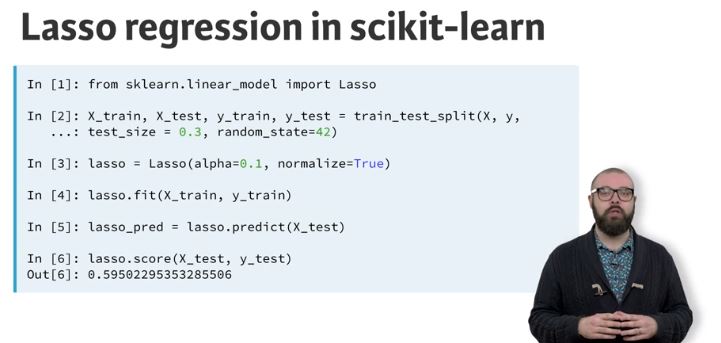 Lasso regression in scikit-learn
In [1]: from sklearn.linear_model import Lasso
In [2]: X_train, X_test, y_train, y_test = train_test_split(X, y,
...: test_size = 0.3, random_state=42)
In [3]: lasso = Lasso(alpha=0.1, normalize=True)
In [4]: lasso.fit(X_train, y_train)
In [5]: lasso_pred = lasso.predict(X_test)
In [6]: lasso.score(X_test, y_test)
Out[6]: 0.59502295353285506